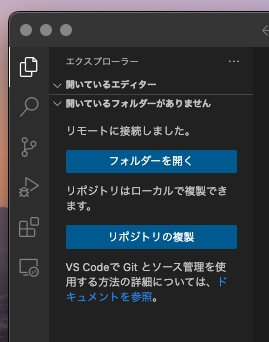 エクスプローラー
開いているエディター
開いているフォルダーがありません
リモートに接続しました。
フォルダーを開く
リポジトリはローカルで複製でき
ます。
リポジトリの複製
VS Codeで Git とソース管理を使
用する方法の詳細については、ド
キュメントを参照。